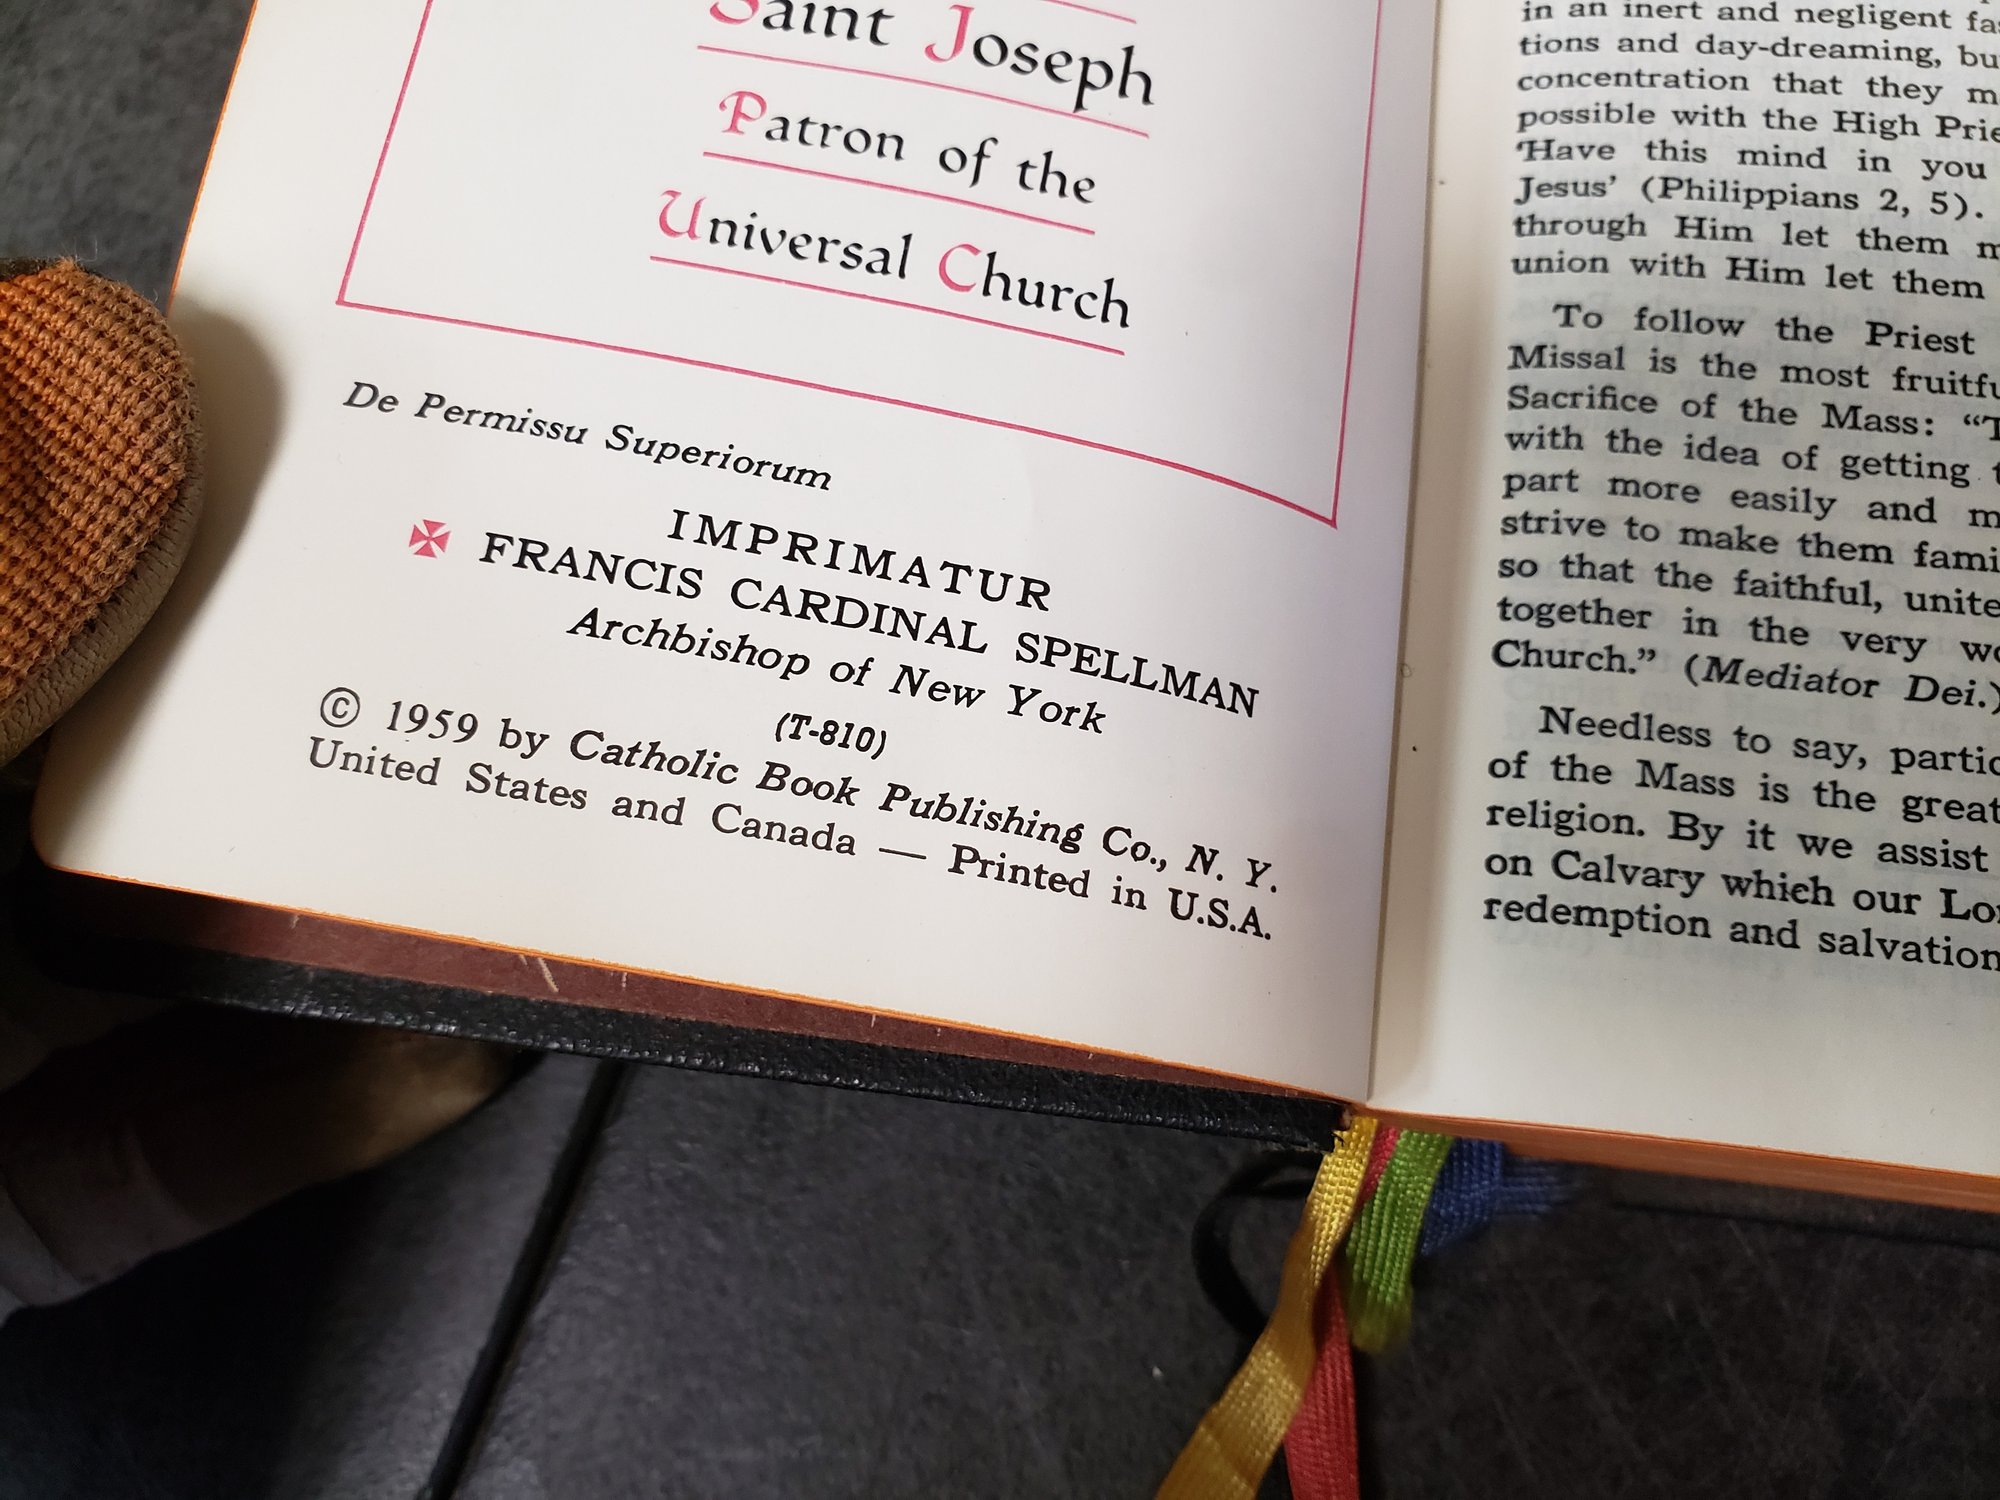 Saint Joseph
Patron of the
Universal Church
De Permissu Superiorum
IMPRIMATUR
FRANCIS CARDINAL SPELLMAN
Archbishop of New York
(T-810)
© 1959 by Catholic Book Publishing Co., N. Y.
United States and Canada — Printed in U.S.A.
in an inert and negligent
tions and day-dreaming,
concentration that they
possible with the High
'Have this mind in you
Jesus' (Philippians 2, 5).
through Him let them
union with Him let them
To follow the Priest
Missal is the most
Sacrifice of the Mass:
with the idea of getting
part more easily and
strive to make them
so that the faithful,
together in the very
Church.” (Mediator Dei.)
Needless to say,
of the Mass is the
religion. By it we assist
on Calvary which our
redemption and salvation